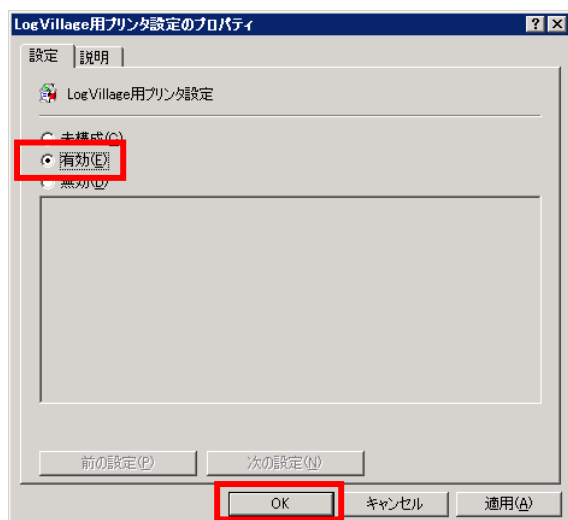 LogVillage用プリンタ設定のプロパティ
設定 説明
LogVillage用プリンタ設定
未構成(C)
有効(E)
無効(D)
前の設定(P) 次の設定(N)
OK キャンセル 適用(A)